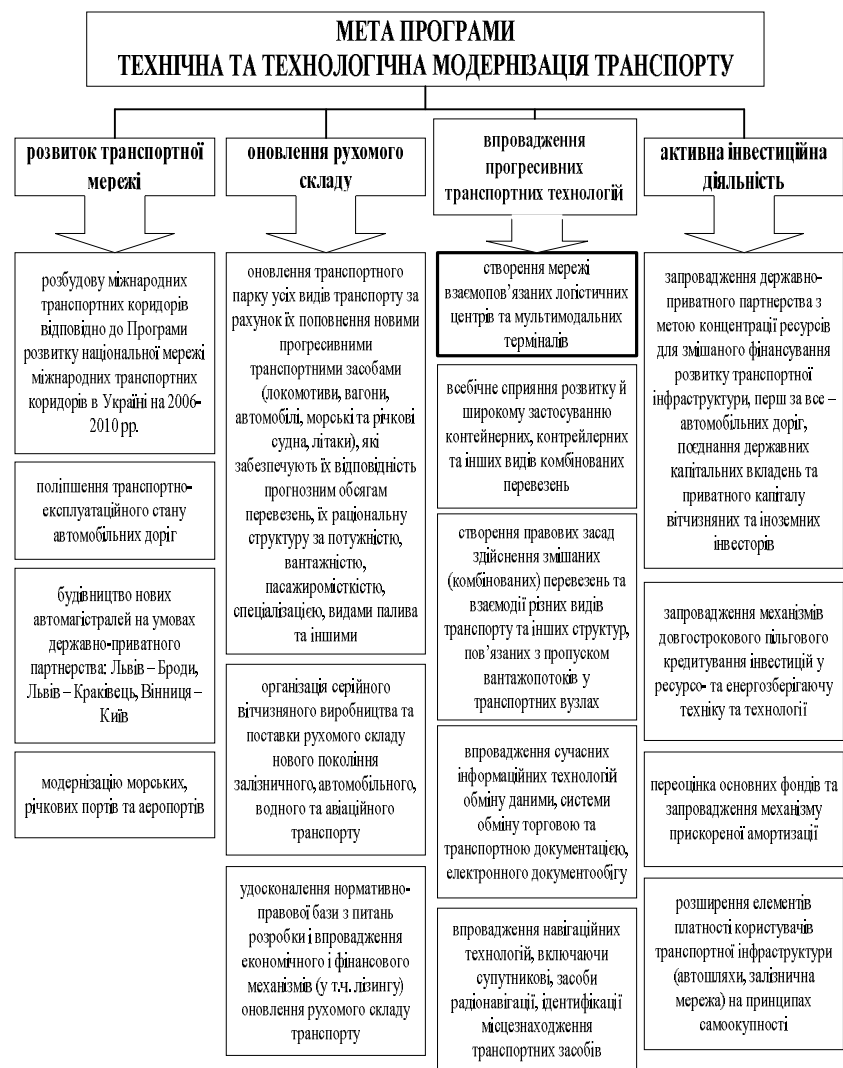 МЕТА ПРОГРАМИ
ТЕХНІЧНА ТА ТЕХНОЛОГІЧНА МОДЕРНІЗАЦІЯ ТРАНСПОРТУ
розвиток транспортної
мережі
розбудову міжнародних
транспортних коридорів
відповідно до Програми
розвитку національної мережі
міжнародних транспортних
коридорів в Україні на 2006-
2010 рр.
поліпшення транспортно-
експлуатаційного стану
автомобільних доріг
будівництво нових
автомагістралей на умовах
державно-приватного
партнерства: Львів – Броди,
Львів – Краківець, Вінниця –
Київ
модернізацію морських,
річкових портів та аеропортів
оновлення рухомого
складу
оновлення транспортного
парку усіх видів транспорту за
рахунок їх поповнення новими
прогресивними
транспортними засобами
(локомотиви, вагони,
автомобілі, морські та річкові
судна, літаки), які
забезпечують їх відповідність
прогнозним обсягам
перевезень, їх раціональну
структуру за потужністю,
вантажністю,
пасажиромісткістю,
спеціалізацією, видами палива
та іншими
організація серійного
вітчизняного виробництва та
поставки рухомого складу
нового покоління
залізничного, автомобільного,
водного та авіаційного
транспорту
удосконалення нормативно-
правової бази з питань
розробки і впровадження
економічного і фінансового
механізмів (у т.ч. лізингу)
оновлення рухомого складу
транспорту
впровадження
прогресивних
транспортних технологій
створення мережі
взаємопов’язаних логістичних
центрів та мультимодальних
терміналів
всебічне сприяння розвитку й
широкому застосуванню
контейнерних, контрейлерних
та інших видів комбінованих
перевезень
створення правових засад
здійснення змішаних
(комбінованих) перевезень та
взаємодії різних видів
транспорту та інших структур,
пов’язаних з пропуском
вантажопотоків у
транспортних вузлах
впровадження сучасних
інформаційних технологій
обміну даними, системи
обміну торговою та
транспортною документацією,
електронного документообігу
впровадження навігаційних
технологій, включаючи
супутникові, засоби
радіонавігації, ідентифікації
місцезнаходження
транспортних засобів
активна інвестиційна
діяльність
запровадження державно-
приватного партнерства з
метою концентрації ресурсів
для змішаного фінансування
розвитку транспортної
інфраструктури, перш за все –
автомобільних доріг,
поєднання державних
капітальних вкладень та
приватного капіталу
вітчизняних та іноземних
інвесторів
запровадження механізмів
довгострокового пільгового
кредитування інвестицій у
ресурсо- та енергозберігаючу
техніку та технології
переоцінка основних фондів та
запровадження механізму
прискореної амортизації
розширення елементів
платності користувачів
транспортної інфраструктури
(автошляхи, залізнична
мережа) на принципах
самоокупності